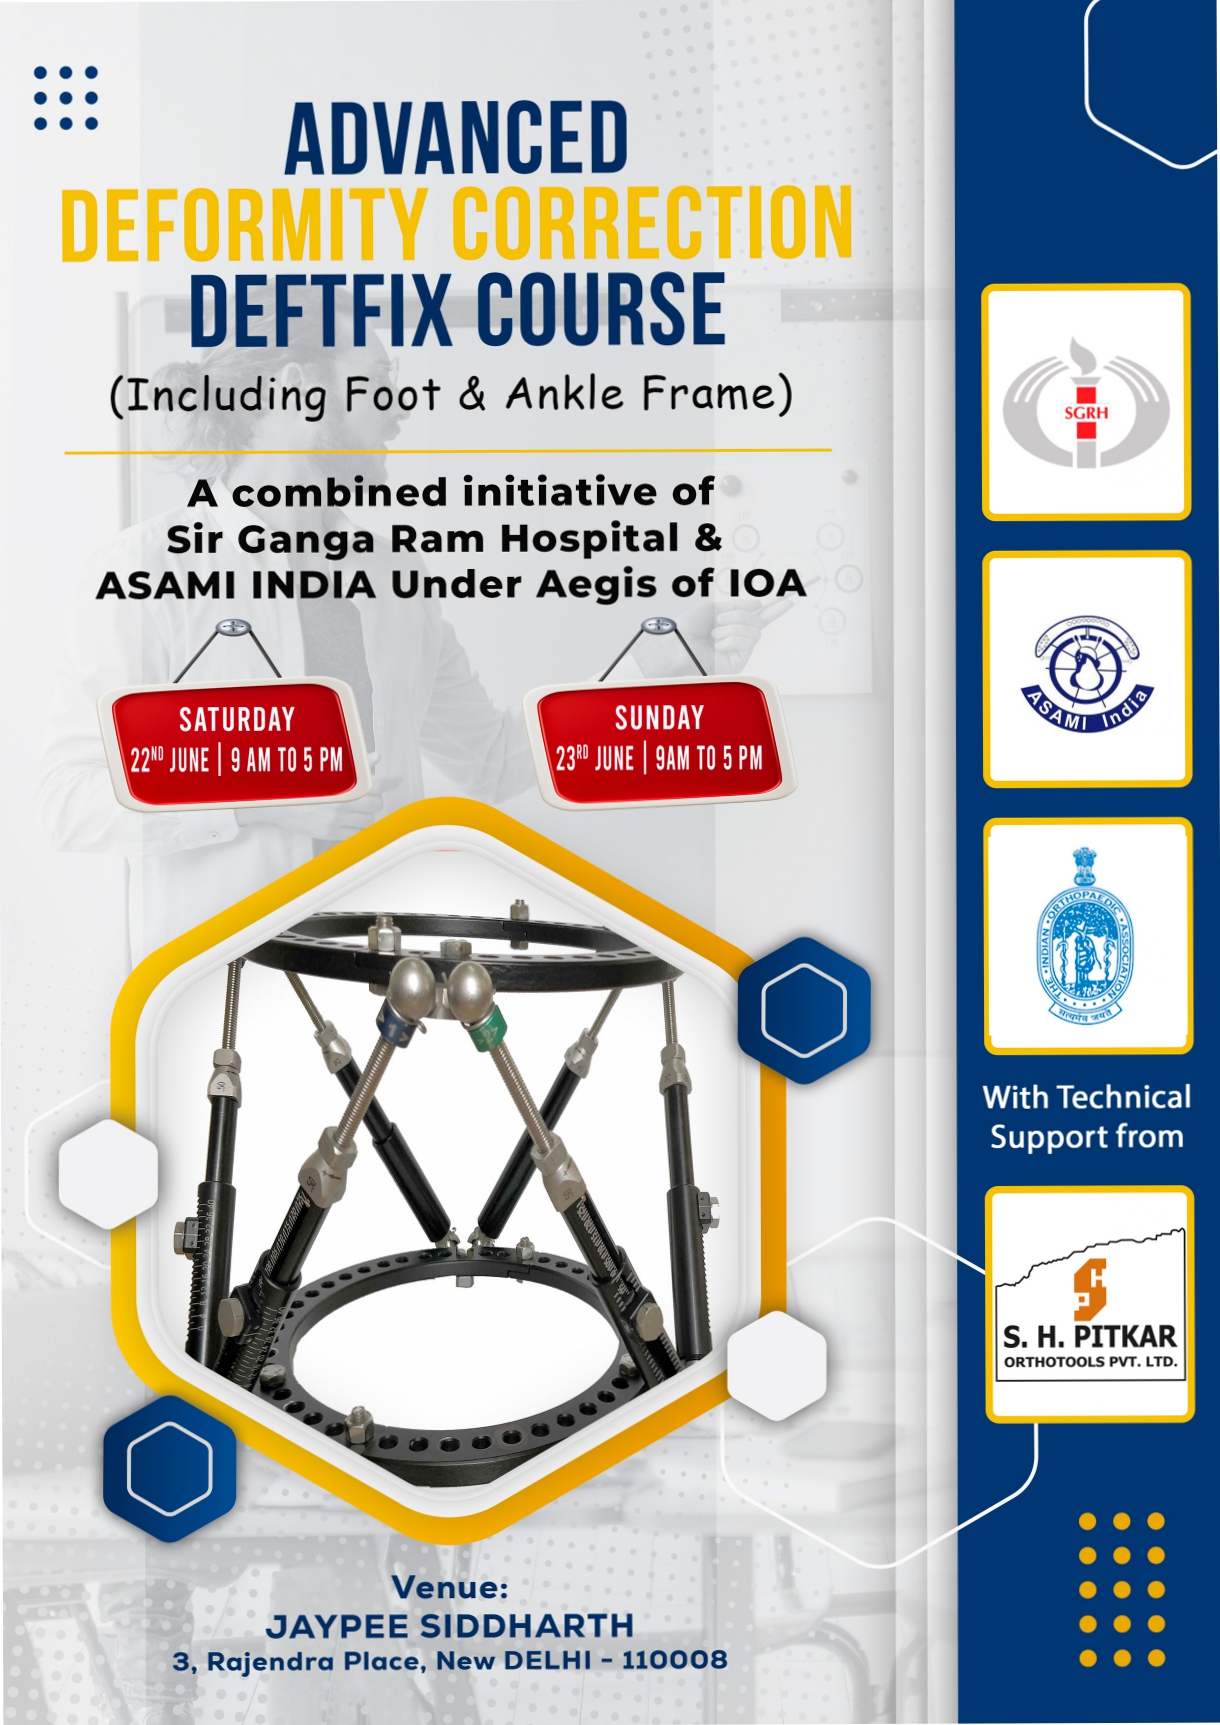 ADVANCED
DEFORMITY CORRECTION
DEFTFIX COURSE
(Including Foot & Ankle Frame)
A combined initiative of
Sir Ganga Ram Hospital &
ASAMI INDIA Under Aegis of IOA
SATURDAY
22ND JUNE | 9 AM TO 5 PM
SUNDAY
23RD JUNE | 9AM TO 5 PM
Venue:
JAYPEE SIDDHARTH
3, Rajendra Place, New DELHI - 110008
SGRH
ASAMI India
THE · INDIAN · ORTHOPAEDIC · ASSOCIATION
सत्यमेव जयते
With Technical
Support from
S H P
S. H. PITKAR
ORTHOTOOLS PVT. LTD.